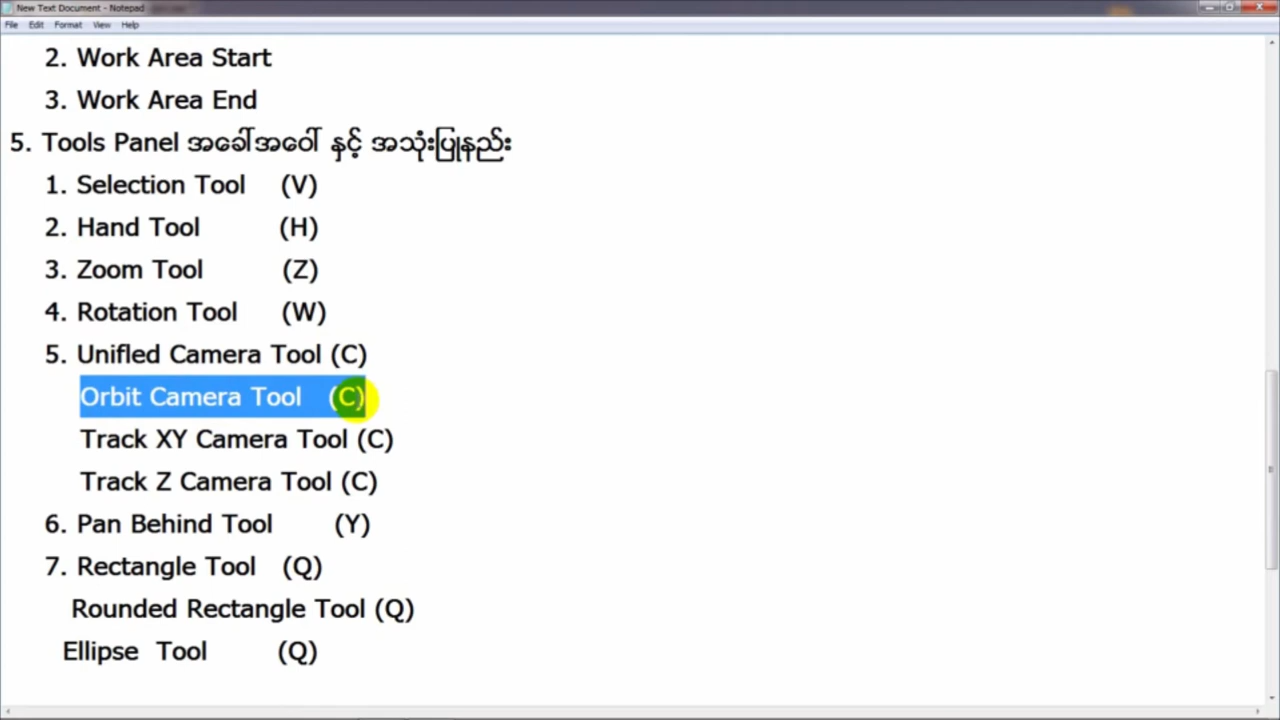 New Text Document - Notepad
File Edit Format View Help
2. Work Area Start
3. Work Area End
5. Tools Panel အခေါ်အဝေါ် နှင့် အသုံးပြုနည်း
1. Selection Tool (V)
2. Hand Tool (H)
3. Zoom Tool (Z)
4. Rotation Tool (W)
5. Unifled Camera Tool (C)
Orbit Camera Tool (C)
Track XY Camera Tool (C)
Track Z Camera Tool (C)
6. Pan Behind Tool (Y)
7. Rectangle Tool (Q)
Rounded Rectangle Tool (Q)
Ellipse Tool (Q)